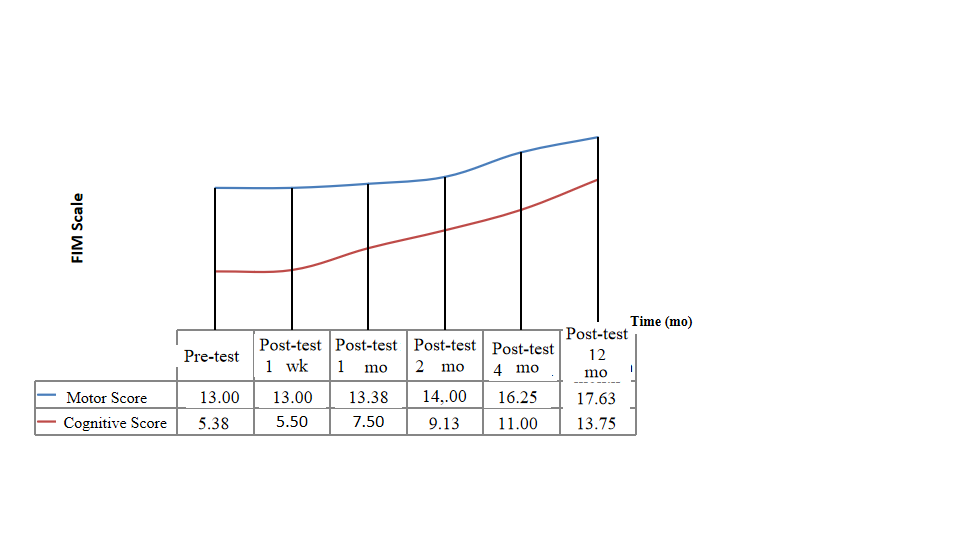 FIM Scale
Time (mo)
Pre-test
Post-test
1 wk
Post-test
1 mo
Post-test
2 mo
Post-test
4 mo
Post-test
12
mo
Motor Score 13.00 13.00 13.38 14,.00 16.25 17.63
Cognitive Score 5.38 5.50 7.50 9.13 11.00 13.75